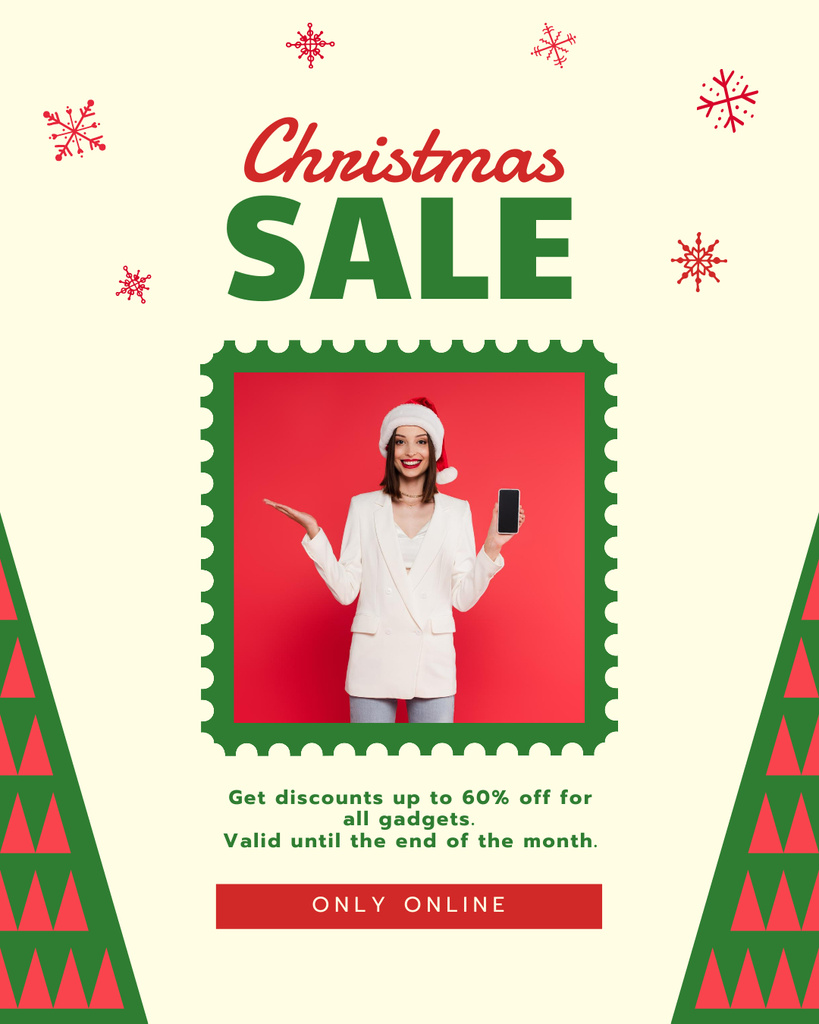 Christmas
SALE
Get discounts up to 60% off for
all gadgets.
Valid until the end of the month.
ONLY ONLINE